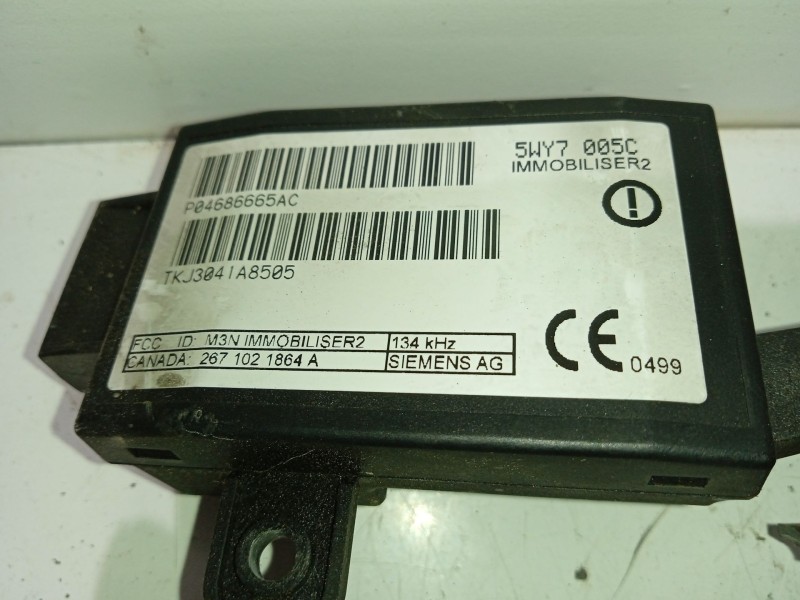 5WY7 005C
IMMOBILISER2
P04686665AC
TKJ3041A8505
FCC ID: M3N IMMOBILISER2 134 kHz
CANADA: 267 102 1864 A SIEMENS AG
CE 0499